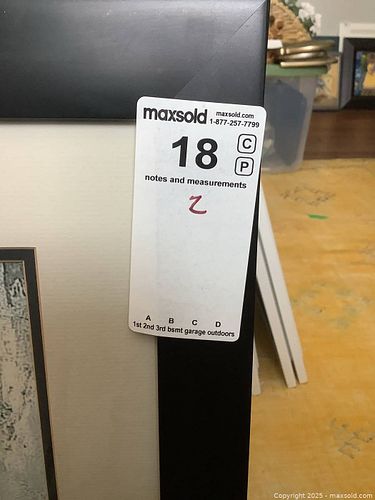 maxsold maxsold.com
1-877-257-7799
18 C
P
notes and measurements
2
A B C D
1st 2nd 3rd bsmt garage outdoors
Copyright 2025 - maxsold.com